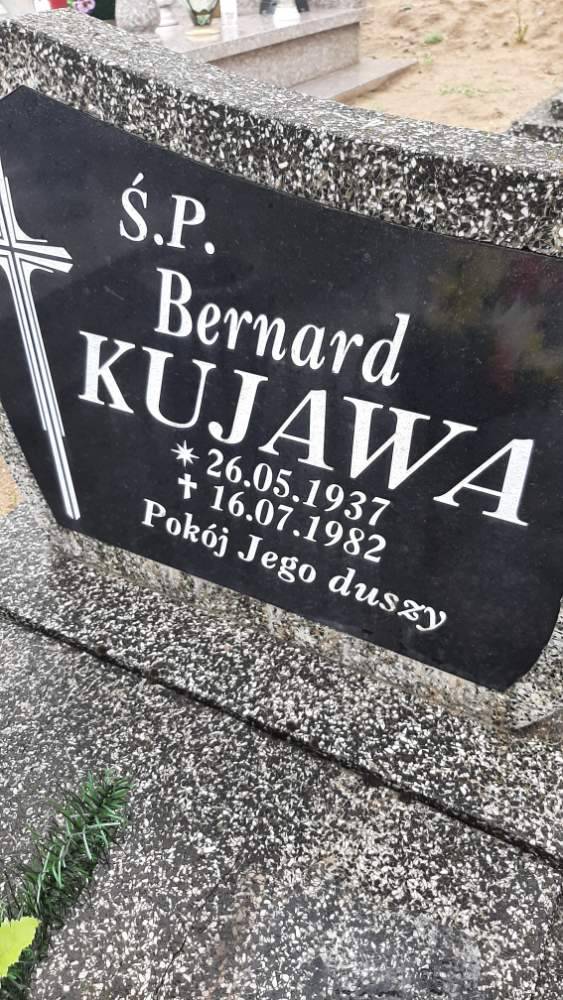 Ś.P.
Bernard
KUJAWA
* 26.05.1937
✝ 16.07.1982
Pokój Jego duszy